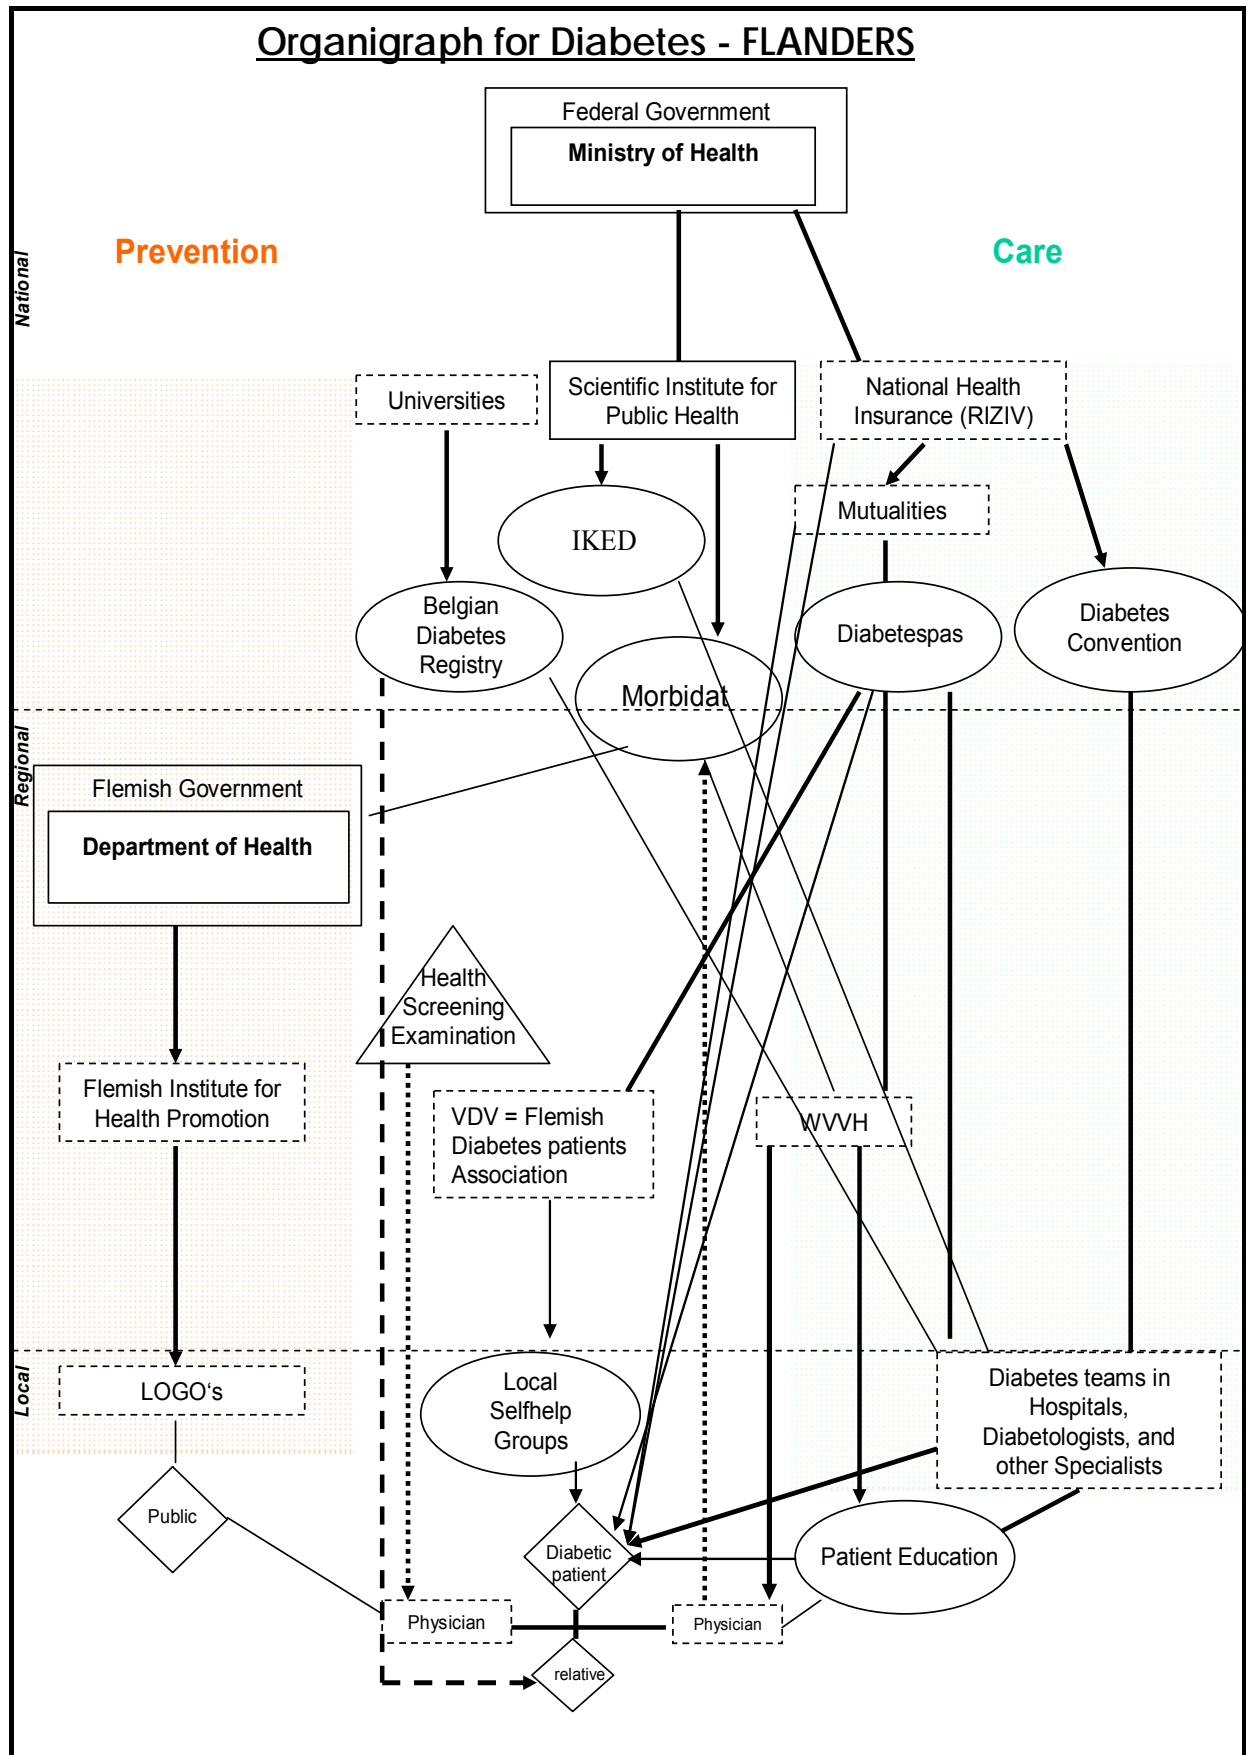 Organigraph for Diabetes - FLANDERS
Federal Government
Ministry of Health
Prevention
Care
National
Universities
Scientific Institute for
Public Health
National Health
Insurance (RIZIV)
Mutualities
IKED
Belgian
Diabetes
Registry
Diabetespas
Diabetes
Convention
Morbidat
Regional
Flemish Government
Department of Health
Health
Screening
Examination
Flemish Institute for
Health Promotion
VDV = Flemish
Diabetes patients
Association
WVVH
Local
LOGO‘s
Local
Selfhelp
Groups
Diabetes teams in
Hospitals,
Diabetologists, and
other Specialists
Public
Diabetic
patient
Patient Education
Physician
Physician
relative